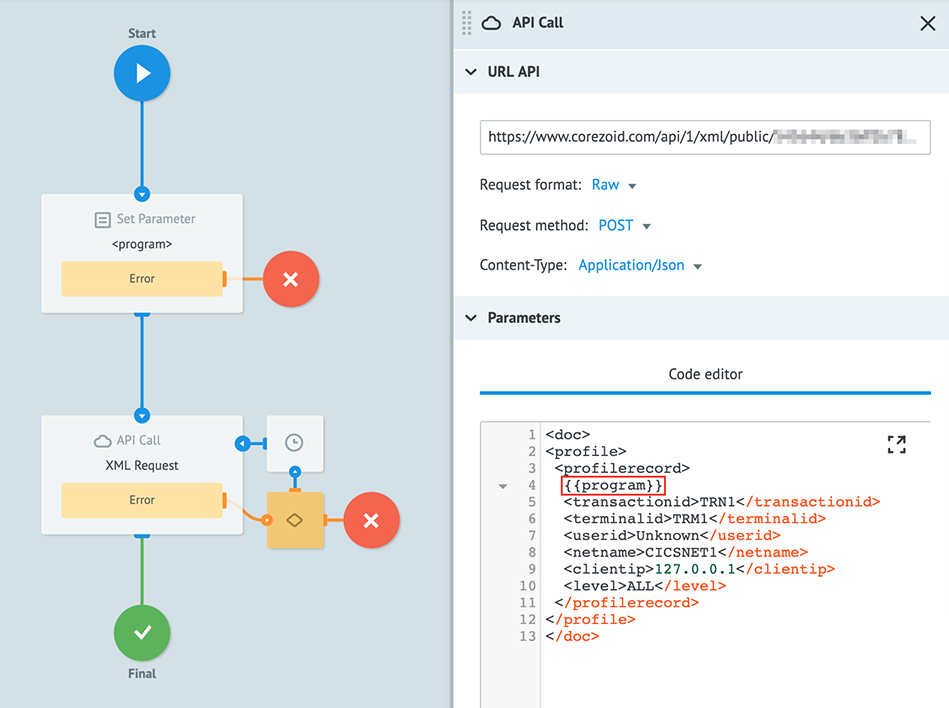 Start
Set Parameter
<program>
Error
API Call
XML Request
Error
Final
API Call
URL API
https://www.corezoid.com/api/1/xml/public/
Request format: Raw
Request method: POST
Content-Type: Application/Json
Parameters
Code editor
1 <doc>
2 <profile>
3 <profilerecord>
4 {{program}}
5 <transactionid>TRN1</transactionid>
6 <terminalid>TRM1</terminalid>
7 <userid>Unknown</userid>
8 <netname>CICSNET1</netname>
9 <clientip>127.0.0.1</clientip>
10 <level>ALL</level>
11 </profilerecord>
12 </profile>
13 </doc>